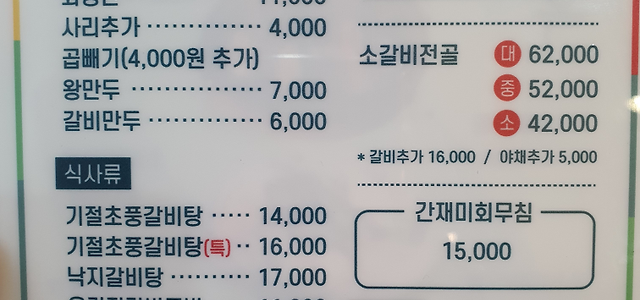 사리추가 ············ 4,000
곱빼기(4,000원 추가)
왕만두 ·············· 7,000
갈비만두 ············ 6,000
식사류
기절초풍갈비탕 ····· 14,000
기절초풍갈비탕(특) ·· 16,000
낙지갈비탕 ·········· 17,000
소갈비전골 대 62,000
중 52,000
소 42,000
* 갈비추가 16,000 / 야채추가 5,000
간재미회무침
15,000